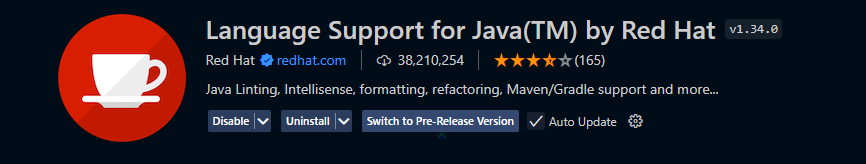 Language Support for Java(TM) by Red Hat v1.34.0
Red Hat redhat.com 38,210,254 (165)
Java Linting, Intellisense, formatting, refactoring, Maven/Gradle support and more...
Disable Uninstall Switch to Pre-Release Version Auto Update